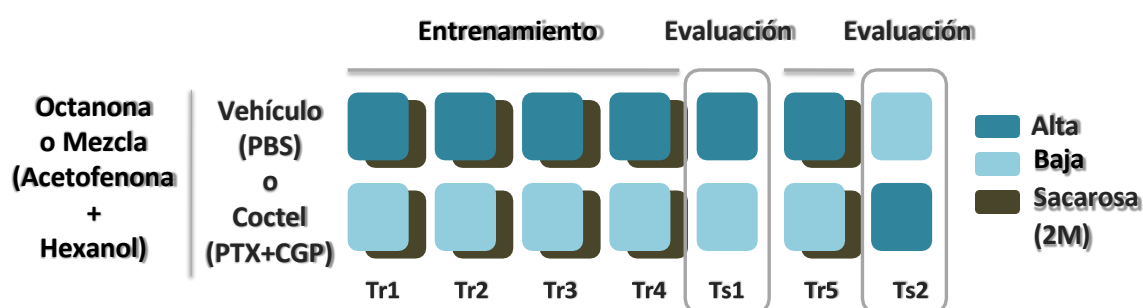 Entrenamiento
Evaluación
Evaluación
Octanona
o Mezcla
(Acetofenona
+
Hexanol)
Vehículo
(PBS)
o
Coctel
(PTX+CGP)
Alta
Baja
Sacarosa
(2M)
Tr1
Tr2
Tr3
Tr4
Ts1
Tr5
Ts2